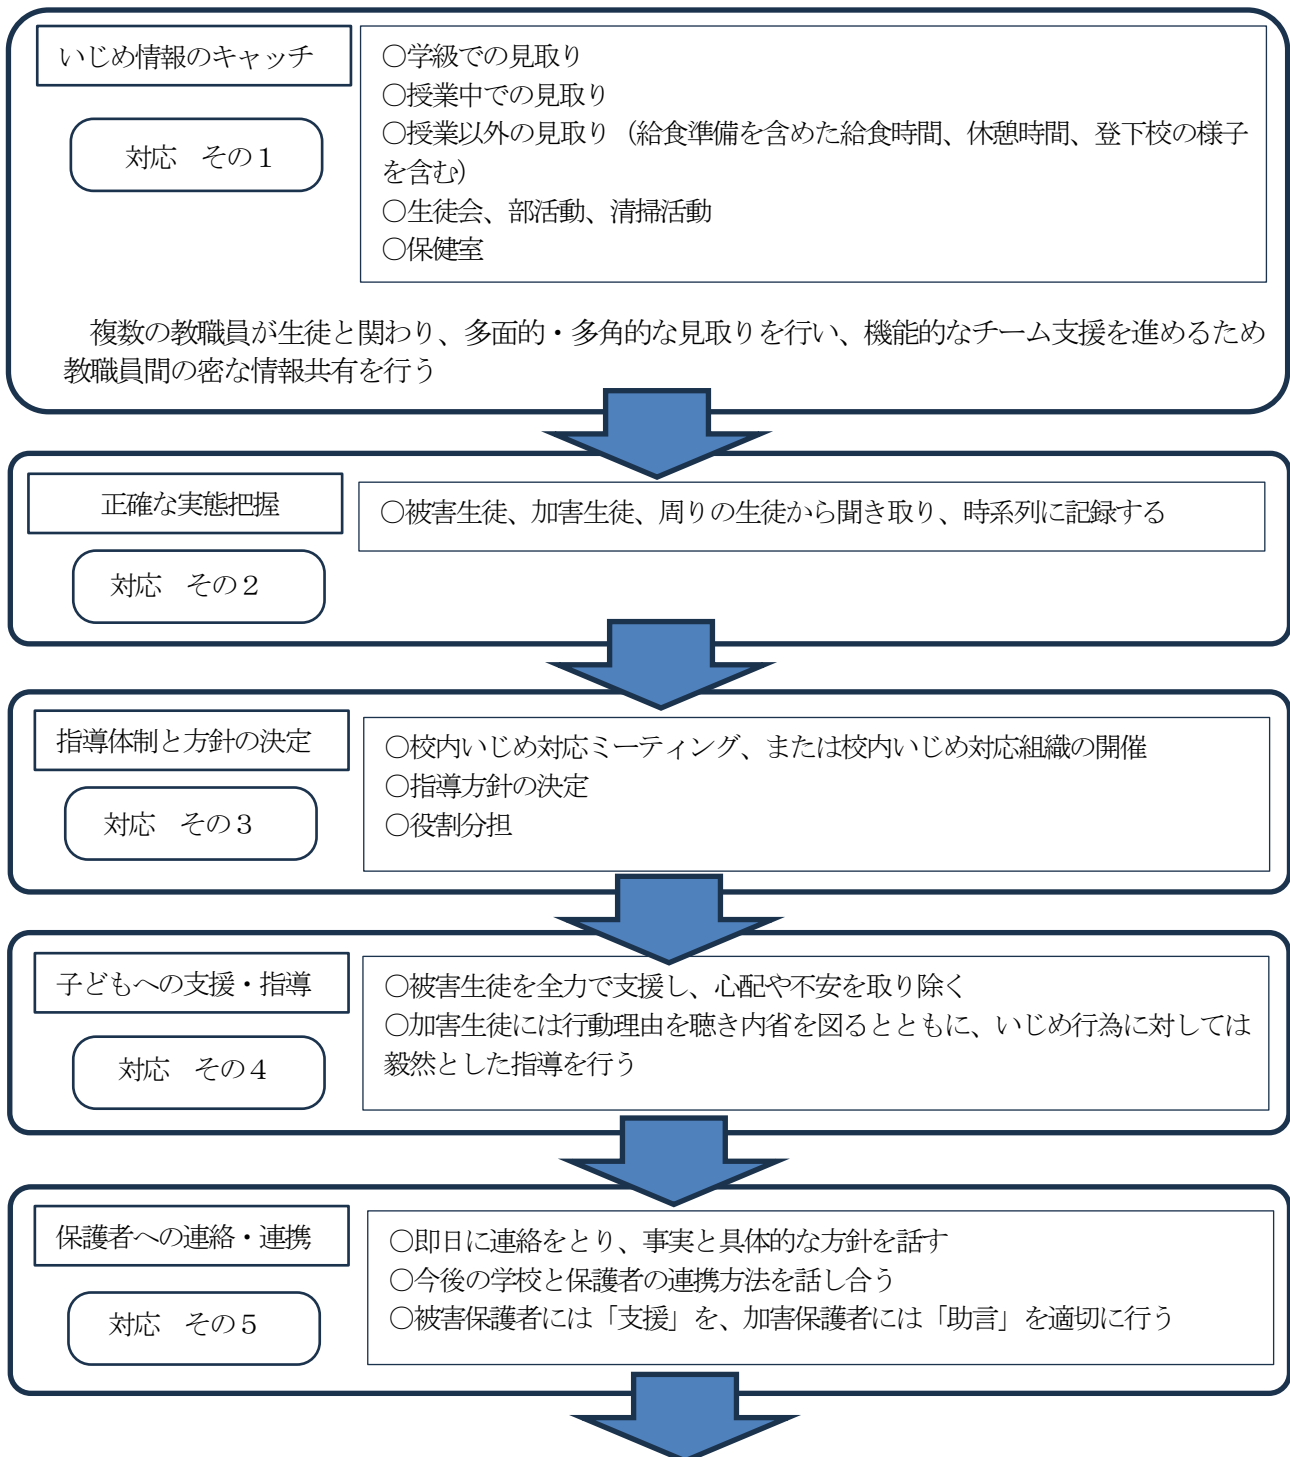 いじめ情報のキャッチ
対応　その１
○学級での見取り
○授業中での見取り
○授業以外の見取り（給食準備を含めた給食時間、休憩時間、登下校の様子
を含む）
○生徒会、部活動、清掃活動
○保健室
複数の教職員が生徒と関わり、多面的・多角的な見取りを行い、機能的なチーム支援を進めるため
教職員間の密な情報共有を行う
正確な実態把握
対応　その２
○被害生徒、加害生徒、周りの生徒から聞き取り、時系列に記録する
指導体制と方針の決定
対応　その３
○校内いじめ対応ミーティング、または校内いじめ対応組織の開催
○指導方針の決定
○役割分担
子どもへの支援・指導
対応　その４
○被害生徒を全力で支援し、心配や不安を取り除く
○加害生徒には行動理由を聴き内省を図るとともに、いじめ行為に対しては
毅然とした指導を行う
保護者への連絡・連携
対応　その５
○即日に連絡をとり、事実と具体的な方針を話す
○今後の学校と保護者の連携方法を話し合う
○被害保護者には「支援」を、加害保護者には「助言」を適切に行う